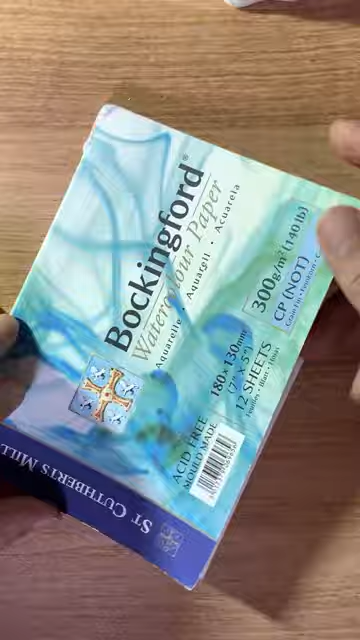 Bockingford®
Watercolour Paper
Aquarelle • Aquarell • Acuarela
300g/m² (140 lb)
CP (NOT)
180 x 130mm
(7" x 5")
12 SHEETS
ACID FREE
MOULD MADE
ST CUTHBERTS MILL